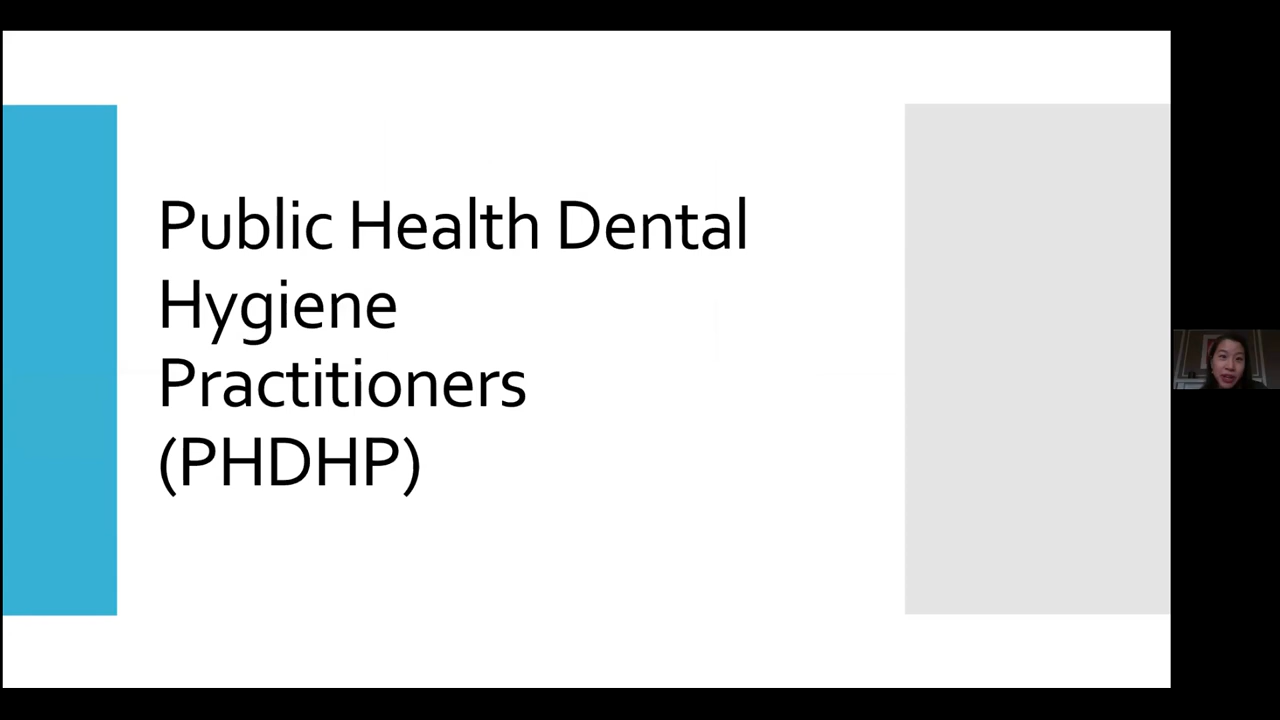 Public Health Dental
Hygiene
Practitioners
(PHDHP)